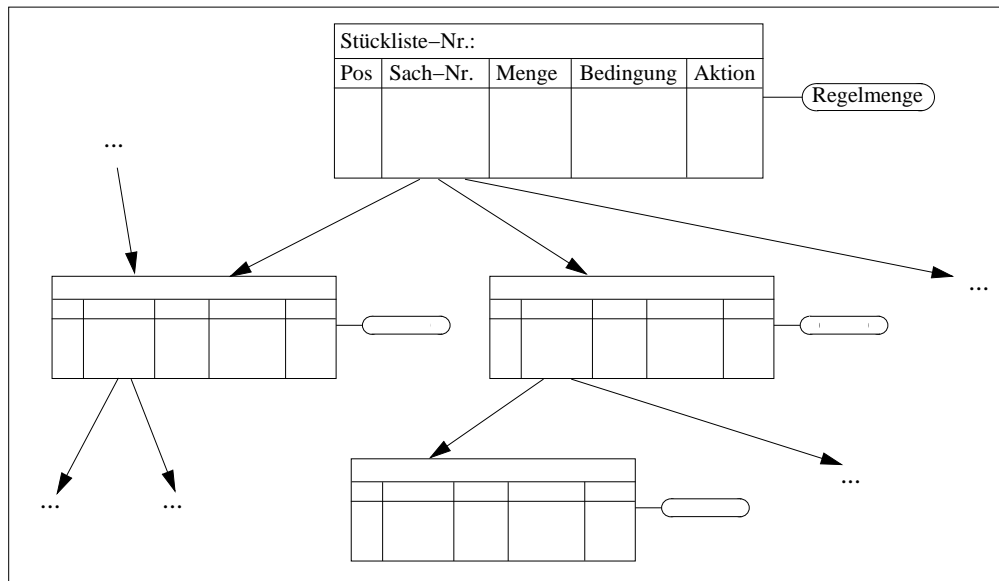 Stückliste–Nr.:
Pos Sach–Nr. Menge Bedingung Aktion
Regelmenge
...
...
...
... ...